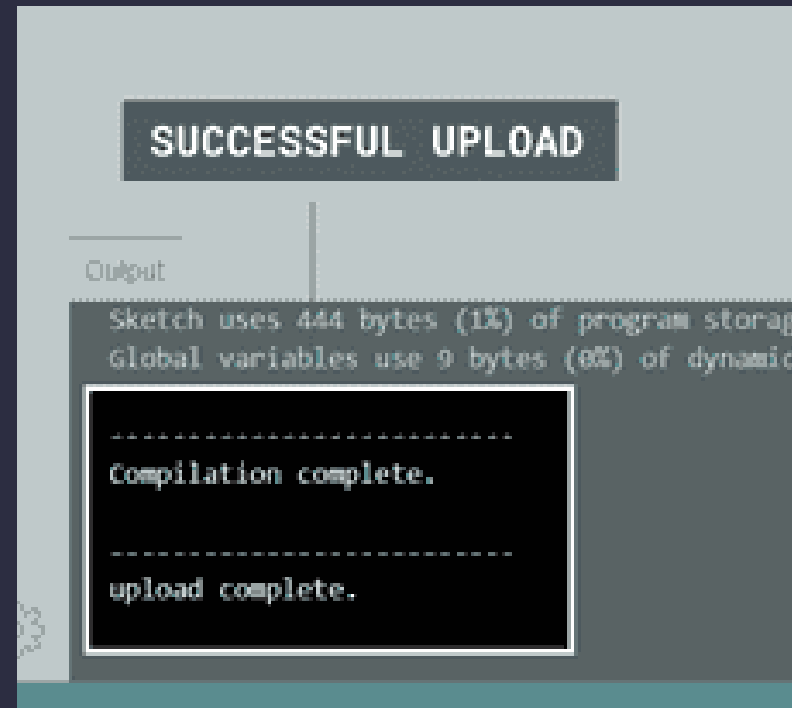 SUCCESSFUL UPLOAD
Output
Sketch uses 444 bytes (1%) of program storag
Global variables use 9 bytes (0%) of dynamic
--------------------------
Compilation complete.
--------------------------
upload complete.